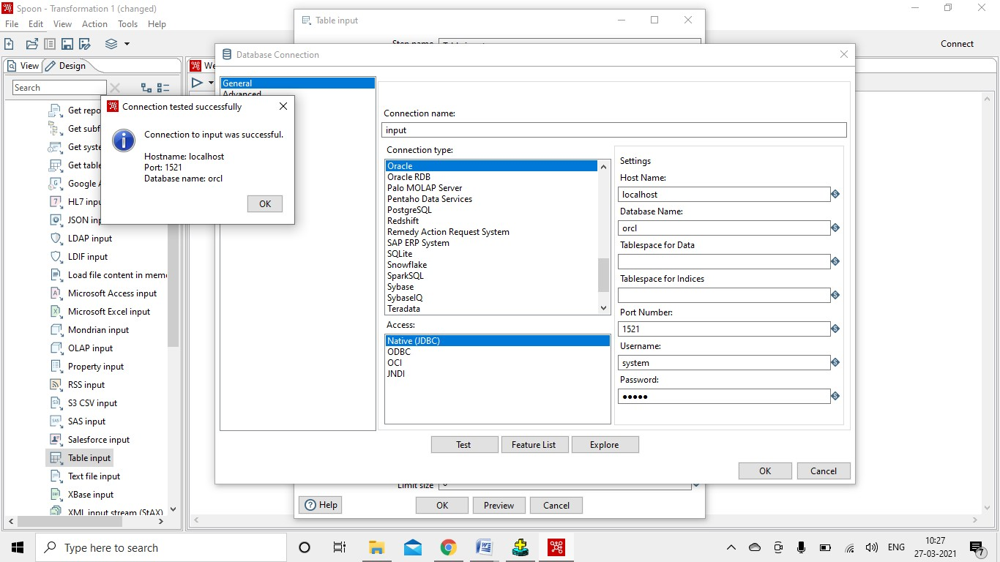 Spoon - Transformation 1 (changed)
File Edit View Action Tools Help
Connect
View
Design
Search
Get repo
Get subf
Get syste
Get table
Google A
HL7 inpu
JSON inp
LDAP input
LDIF input
Load file content in mem
Microsoft Access input
Microsoft Excel input
Mondrian input
OLAP input
Property input
RSS input
S3 CSV input
SAS input
Salesforce input
Table input
Text file input
XBase input
XML input stream (StAX)
We
Table input
Step name
Limit size
Help
OK
Preview
Cancel
Database Connection
General
Advanced
Connection name:
input
Connection type:
Oracle
Oracle RDB
Palo MOLAP Server
Pentaho Data Services
PostgreSQL
Redshift
Remedy Action Request System
SAP ERP System
SQLite
Snowflake
SparkSQL
Sybase
SybaseIQ
Teradata
Access:
Native (JDBC)
ODBC
OCI
JNDI
Settings
Host Name:
localhost
Database Name:
orcl
Tablespace for Data
Tablespace for Indices
Port Number:
1521
Username:
system
Password:
●●●●●
Test
Feature List
Explore
OK
Cancel
Connection tested successfully
Connection to input was successful.
Hostname: localhost
Port: 1521
Database name: orcl
OK
Type here to search
ENG
10:27
27-03-2021
7